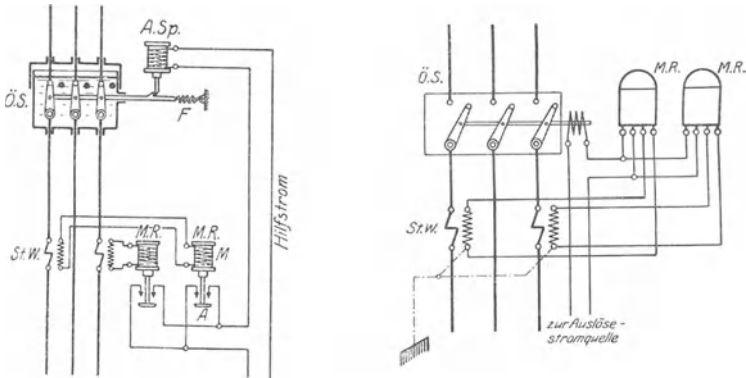 A.Sp.
Ö.S.
F
Hilfstrom
St.W.
M.R.
M.R.
M
A
Ö.S.
M.R.
M.R.
St.W.
zur Auslöse-
stromquelle